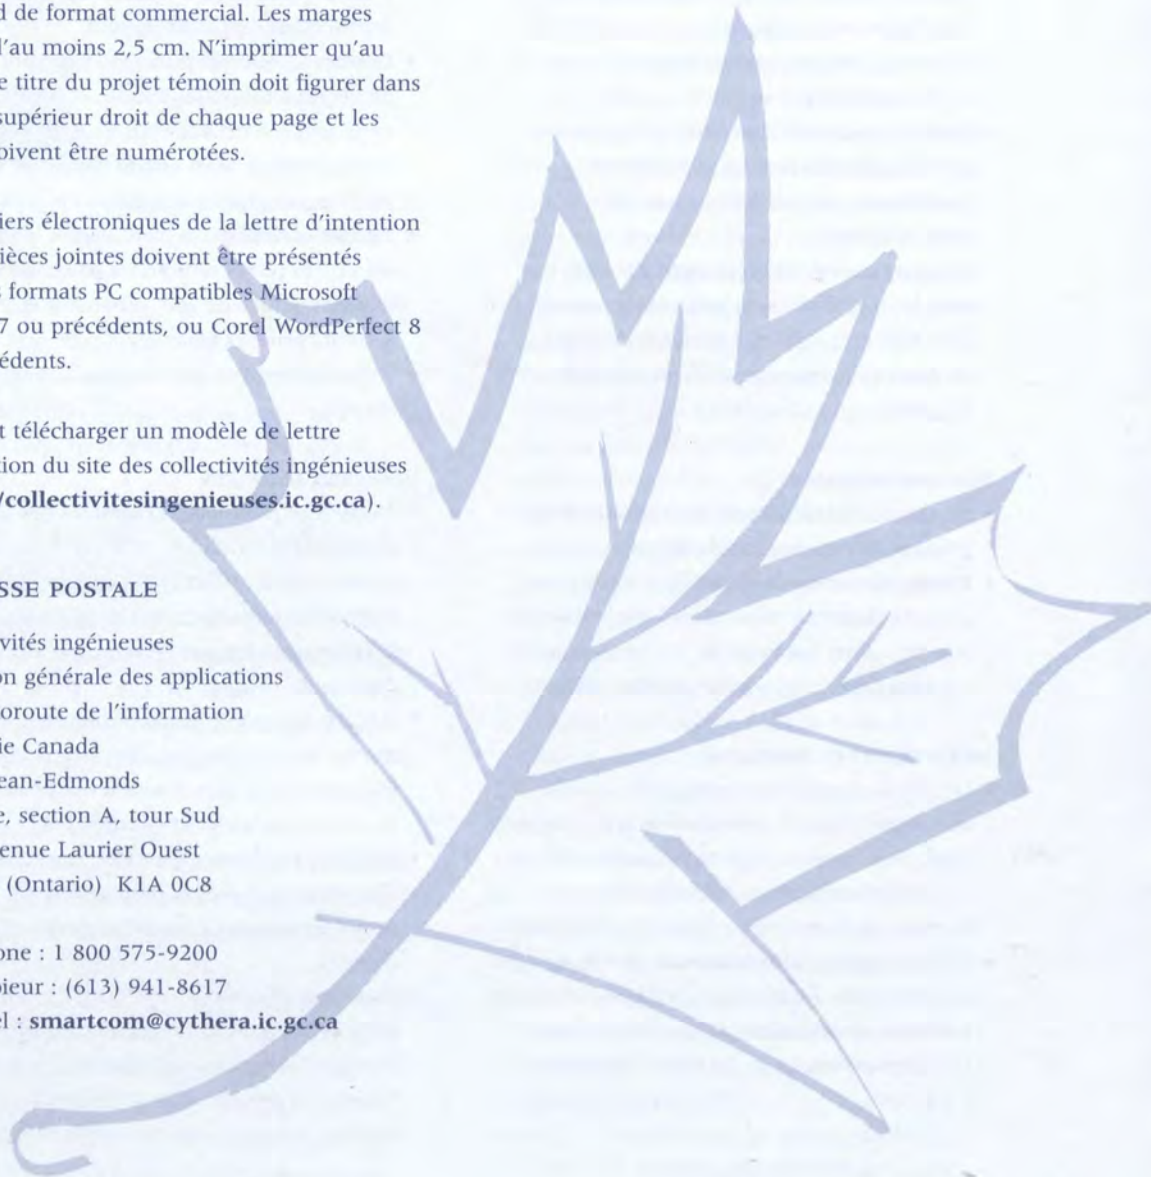 d de format commercial. Les marges
l'au moins 2,5 cm. N'imprimer qu'au
e titre du projet témoin doit figurer dans
supérieur droit de chaque page et les
oivent être numérotées.
iers électroniques de la lettre d'intention
ièces jointes doivent être présentés
s formats PC compatibles Microsoft
7 ou précédents, ou Corel WordPerfect 8
édents.
t télécharger un modèle de lettre
tion du site des collectivités ingénieuses
/collectivitesingenieuses.ic.gc.ca).
SSE POSTALE
vités ingénieuses
on générale des applications
oroute de l'information
ie Canada
ean-Edmonds
e, section A, tour Sud
enue Laurier Ouest
(Ontario) K1A 0C8
one : 1 800 575-9200
pieur : (613) 941-8617
el : smartcom@cythera.ic.gc.ca